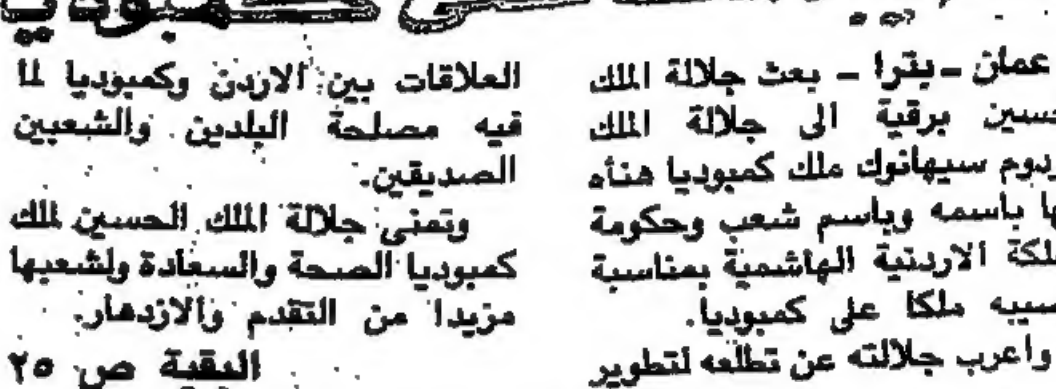 عمان - بترا - بعث جلالة الملك
حسين برقية الى جلالة الملك
ردوم سيهانوك ملك كمبوديا هنأه
ها باسمه وباسم شعب وحكومة
ملكة الاردنية الهاشمية بمناسبة
سيبه ملكا على كمبوديا.
واعرب جلالته عن تطلعه لتطوير
العلاقات بين الاردن وكمبوديا لما
فيه مصلحة البلدين والشعبين
الصديقين.
وتمنى جلالة الملك الحسين لملك
كمبوديا الصحة والسعادة ولشعبها
مزيدا من التقدم والازدهار.
البقية ص ٢٥